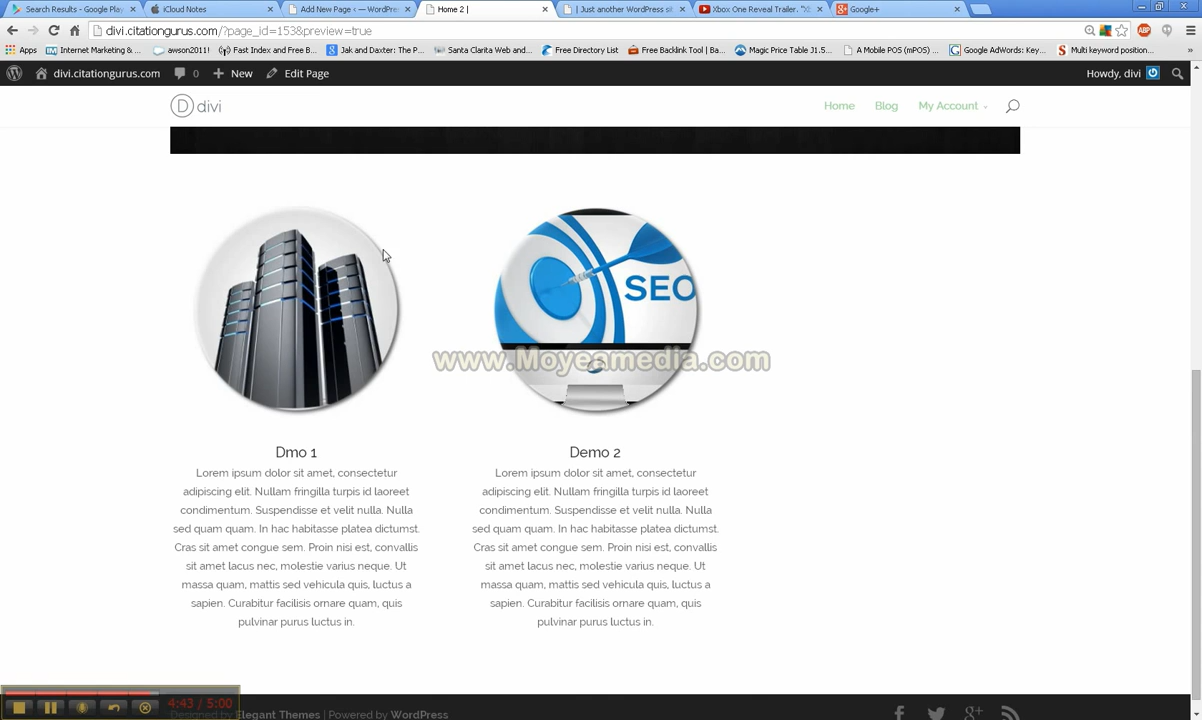 Search Results - Google Play
iCloud Notes
Add New Page < — WordPress
Home 2 |
| Just another WordPress sit
Xbox One Reveal Trailer. "XB
Google+
divi.citationgurus.com/?page_id=153&preview=true
Apps
Internet Marketing & ...
awson2011!
Fast Index and Free B...
Jak and Daxter: The P...
Santa Clarita Web and...
Free Directory List
Free Backlink Tool | Ba...
Magic Price Table J1.5...
A Mobile POS (mPOS) ...
Google AdWords: Key...
Multi keyword position...
divi.citationgurus.com
0
New
Edit Page
Howdy, divi
D divi
Home
Blog
My Account
SEO
www.Moyeamedia.com
Dmo 1
Lorem ipsum dolor sit amet, consectetur
adipiscing elit. Nullam fringilla turpis id laoreet
condimentum. Suspendisse et velit nulla. Nulla
sed quam quam. In hac habitasse platea dictumst.
Cras sit amet congue sem. Proin nisi est, convallis
sit amet lacus nec, molestie varius neque. Ut
massa quam, mattis sed vehicula quis, luctus a
sapien. Curabitur facilisis ornare quam, quis
pulvinar purus luctus in.
Demo 2
Lorem ipsum dolor sit amet, consectetur
adipiscing elit. Nullam fringilla turpis id laoreet
condimentum. Suspendisse et velit nulla. Nulla
sed quam quam. In hac habitasse platea dictumst.
Cras sit amet congue sem. Proin nisi est, convallis
sit amet lacus nec, molestie varius neque. Ut
massa quam, mattis sed vehicula quis, luctus a
sapien. Curabitur facilisis ornare quam, quis
pulvinar purus luctus in.
4:43 / 5:00
Designed by Elegant Themes | Powered by WordPress